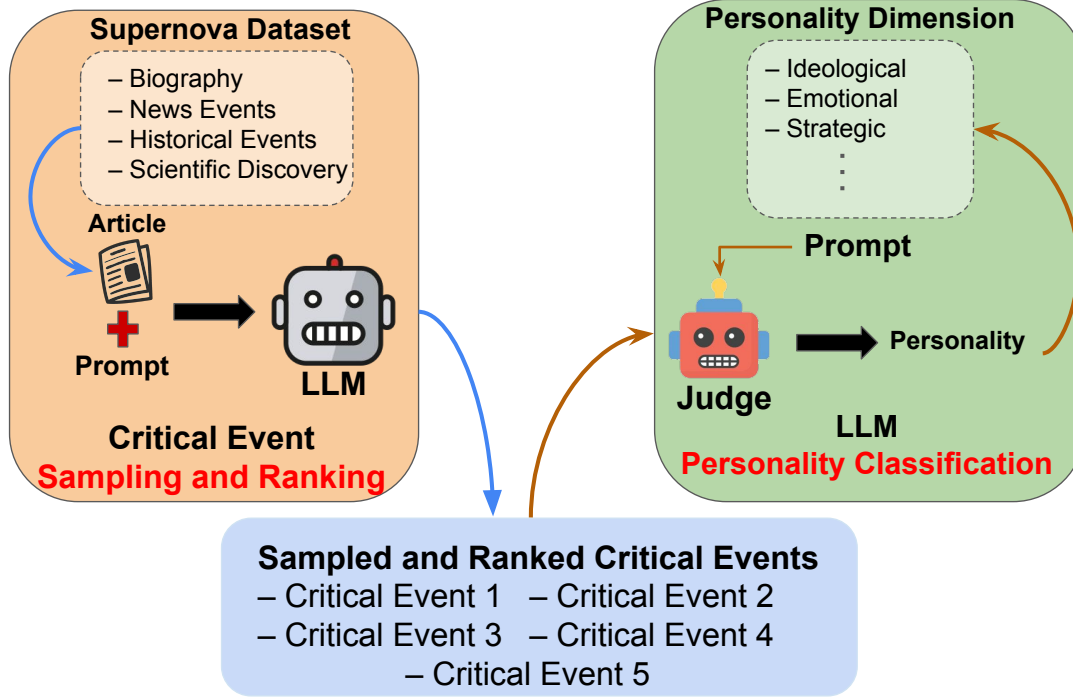 Supernova Dataset
– Biography
– News Events
– Historical Events
– Scientific Discovery
Article
Prompt
LLM
Critical Event
Sampling and Ranking
Sampled and Ranked Critical Events
– Critical Event 1 – Critical Event 2
– Critical Event 3 – Critical Event 4
– Critical Event 5
Personality Dimension
– Ideological
– Emotional
– Strategic
Prompt
Judge
Personality
LLM
Personality Classification